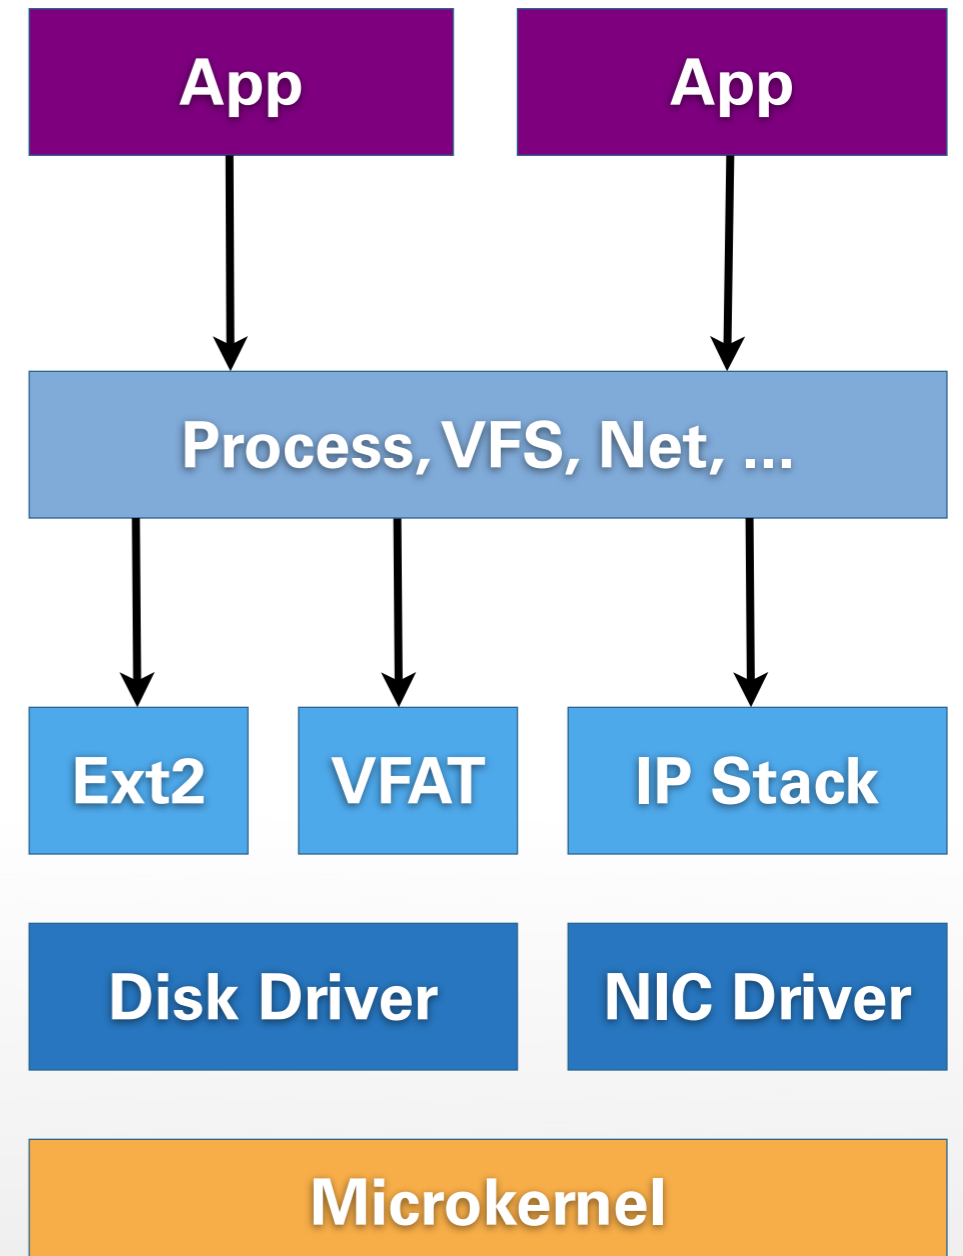 App
App
Process, VFS, Net, ...
Ext2
VFAT
IP Stack
Disk Driver
NIC Driver
Microkernel